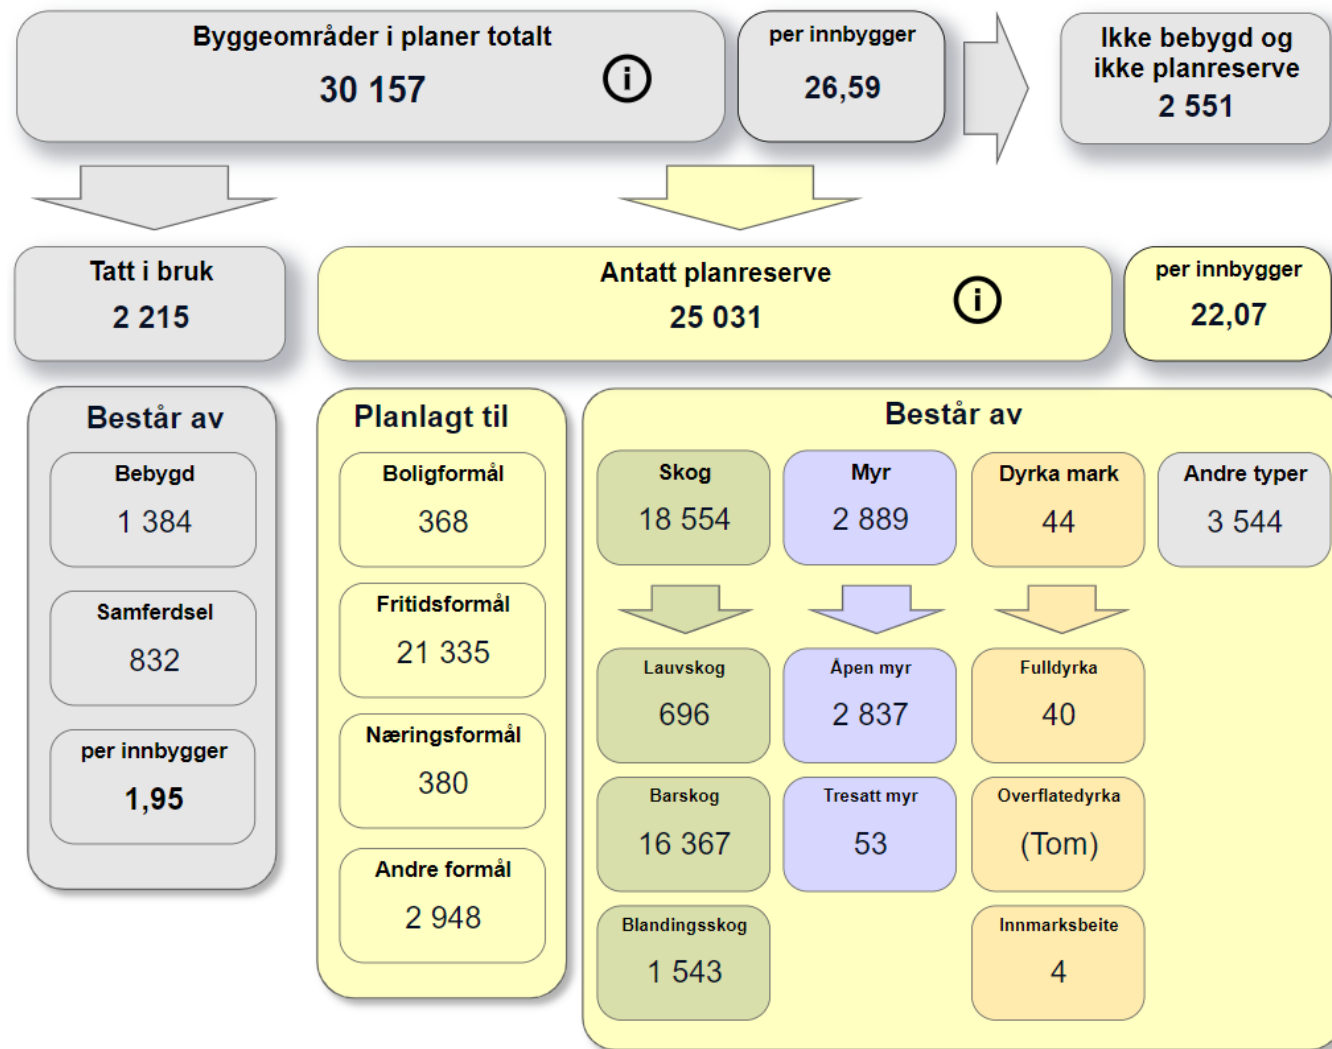 Byggeområder i planer totalt
30 157
i
per innbygger
26,59
Ikke bebygd og
ikke planreserve
2 551
Tatt i bruk
2 215
Antatt planreserve
25 031
i
per innbygger
22,07
Består av
Bebygd
1 384
Samferdsel
832
per innbygger
1,95
Planlagt til
Boligformål
368
Fritidsformål
21 335
Næringsformål
380
Andre formål
2 948
Består av
Skog
18 554
Myr
2 889
Dyrka mark
44
Andre typer
3 544
Lauvskog
696
Åpen myr
2 837
Fulldyrka
40
Barskog
16 367
Tresatt myr
53
Overflatedyrka
(Tom)
Blandingsskog
1 543
Innmarksbeite
4